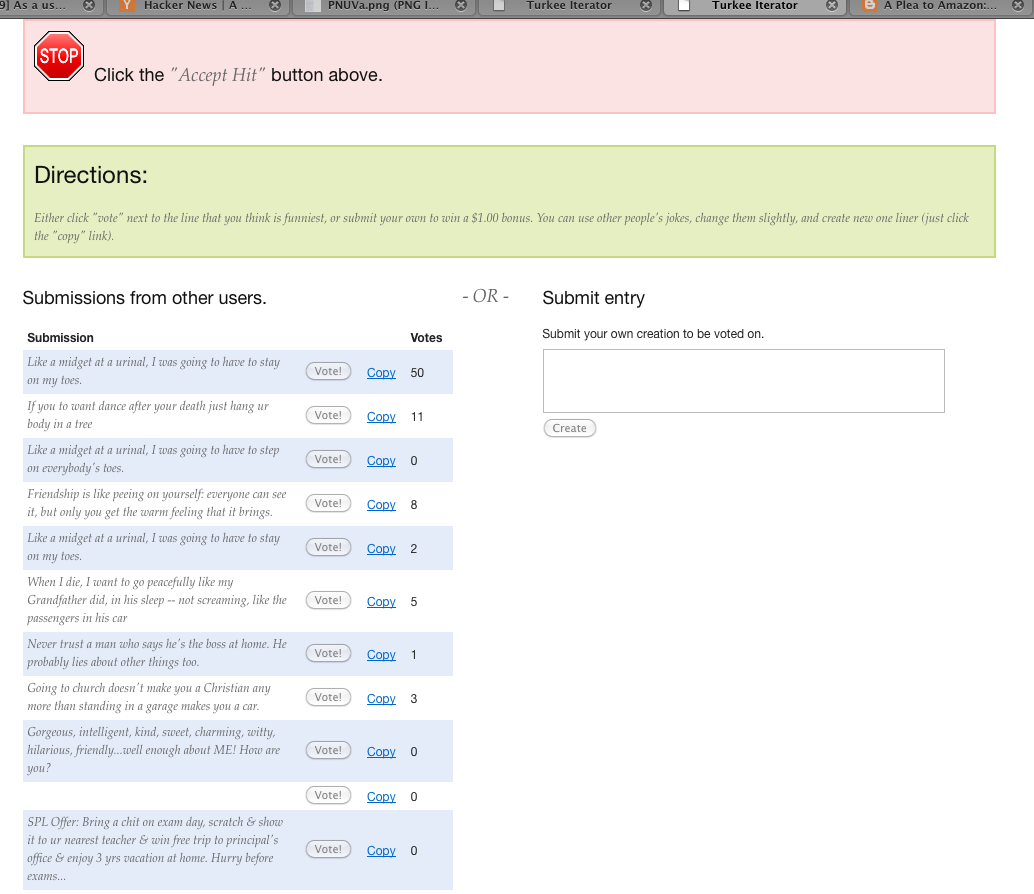 9] As a us...
Hacker News | A ...
PNUVa.png (PNG I...
Turkee Iterator
Turkee Iterator
A Plea to Amazon:...
STOP
Click the "Accept Hit" button above.
Directions:
Either click "vote" next to the line that you think is funniest, or submit your own to win a $1.00 bonus. You can use other people's jokes, change them slightly, and create new one liner (just click
the "copy" link).
Submissions from other users.
Submission Votes
Like a midget at a urinal, I was going to have to stay
on my toes.
Vote! Copy 50
If you to want dance after your death just hang ur
body in a tree
Vote! Copy 11
Like a midget at a urinal, I was going to have to step
on everybody's toes.
Vote! Copy 0
Friendship is like peeing on yourself: everyone can see
it, but only you get the warm feeling that it brings.
Vote! Copy 8
Like a midget at a urinal, I was going to have to stay
on my toes.
Vote! Copy 2
When I die, I want to go peacefully like my
Grandfather did, in his sleep -- not screaming, like the
passengers in his car
Vote! Copy 5
Never trust a man who says he's the boss at home. He
probably lies about other things too.
Vote! Copy 1
Going to church doesn't make you a Christian any
more than standing in a garage makes you a car.
Vote! Copy 3
Gorgeous, intelligent, kind, sweet, charming, witty,
hilarious, friendly...well enough about ME! How are
you?
Vote! Copy 0
Vote! Copy 0
SPL Offer: Bring a chit on exam day, scratch & show
it to ur nearest teacher & win free trip to principal's
office & enjoy 3 yrs vacation at home. Hurry before
exams...
Vote! Copy 0
- OR -
Submit entry
Submit your own creation to be voted on.
Create